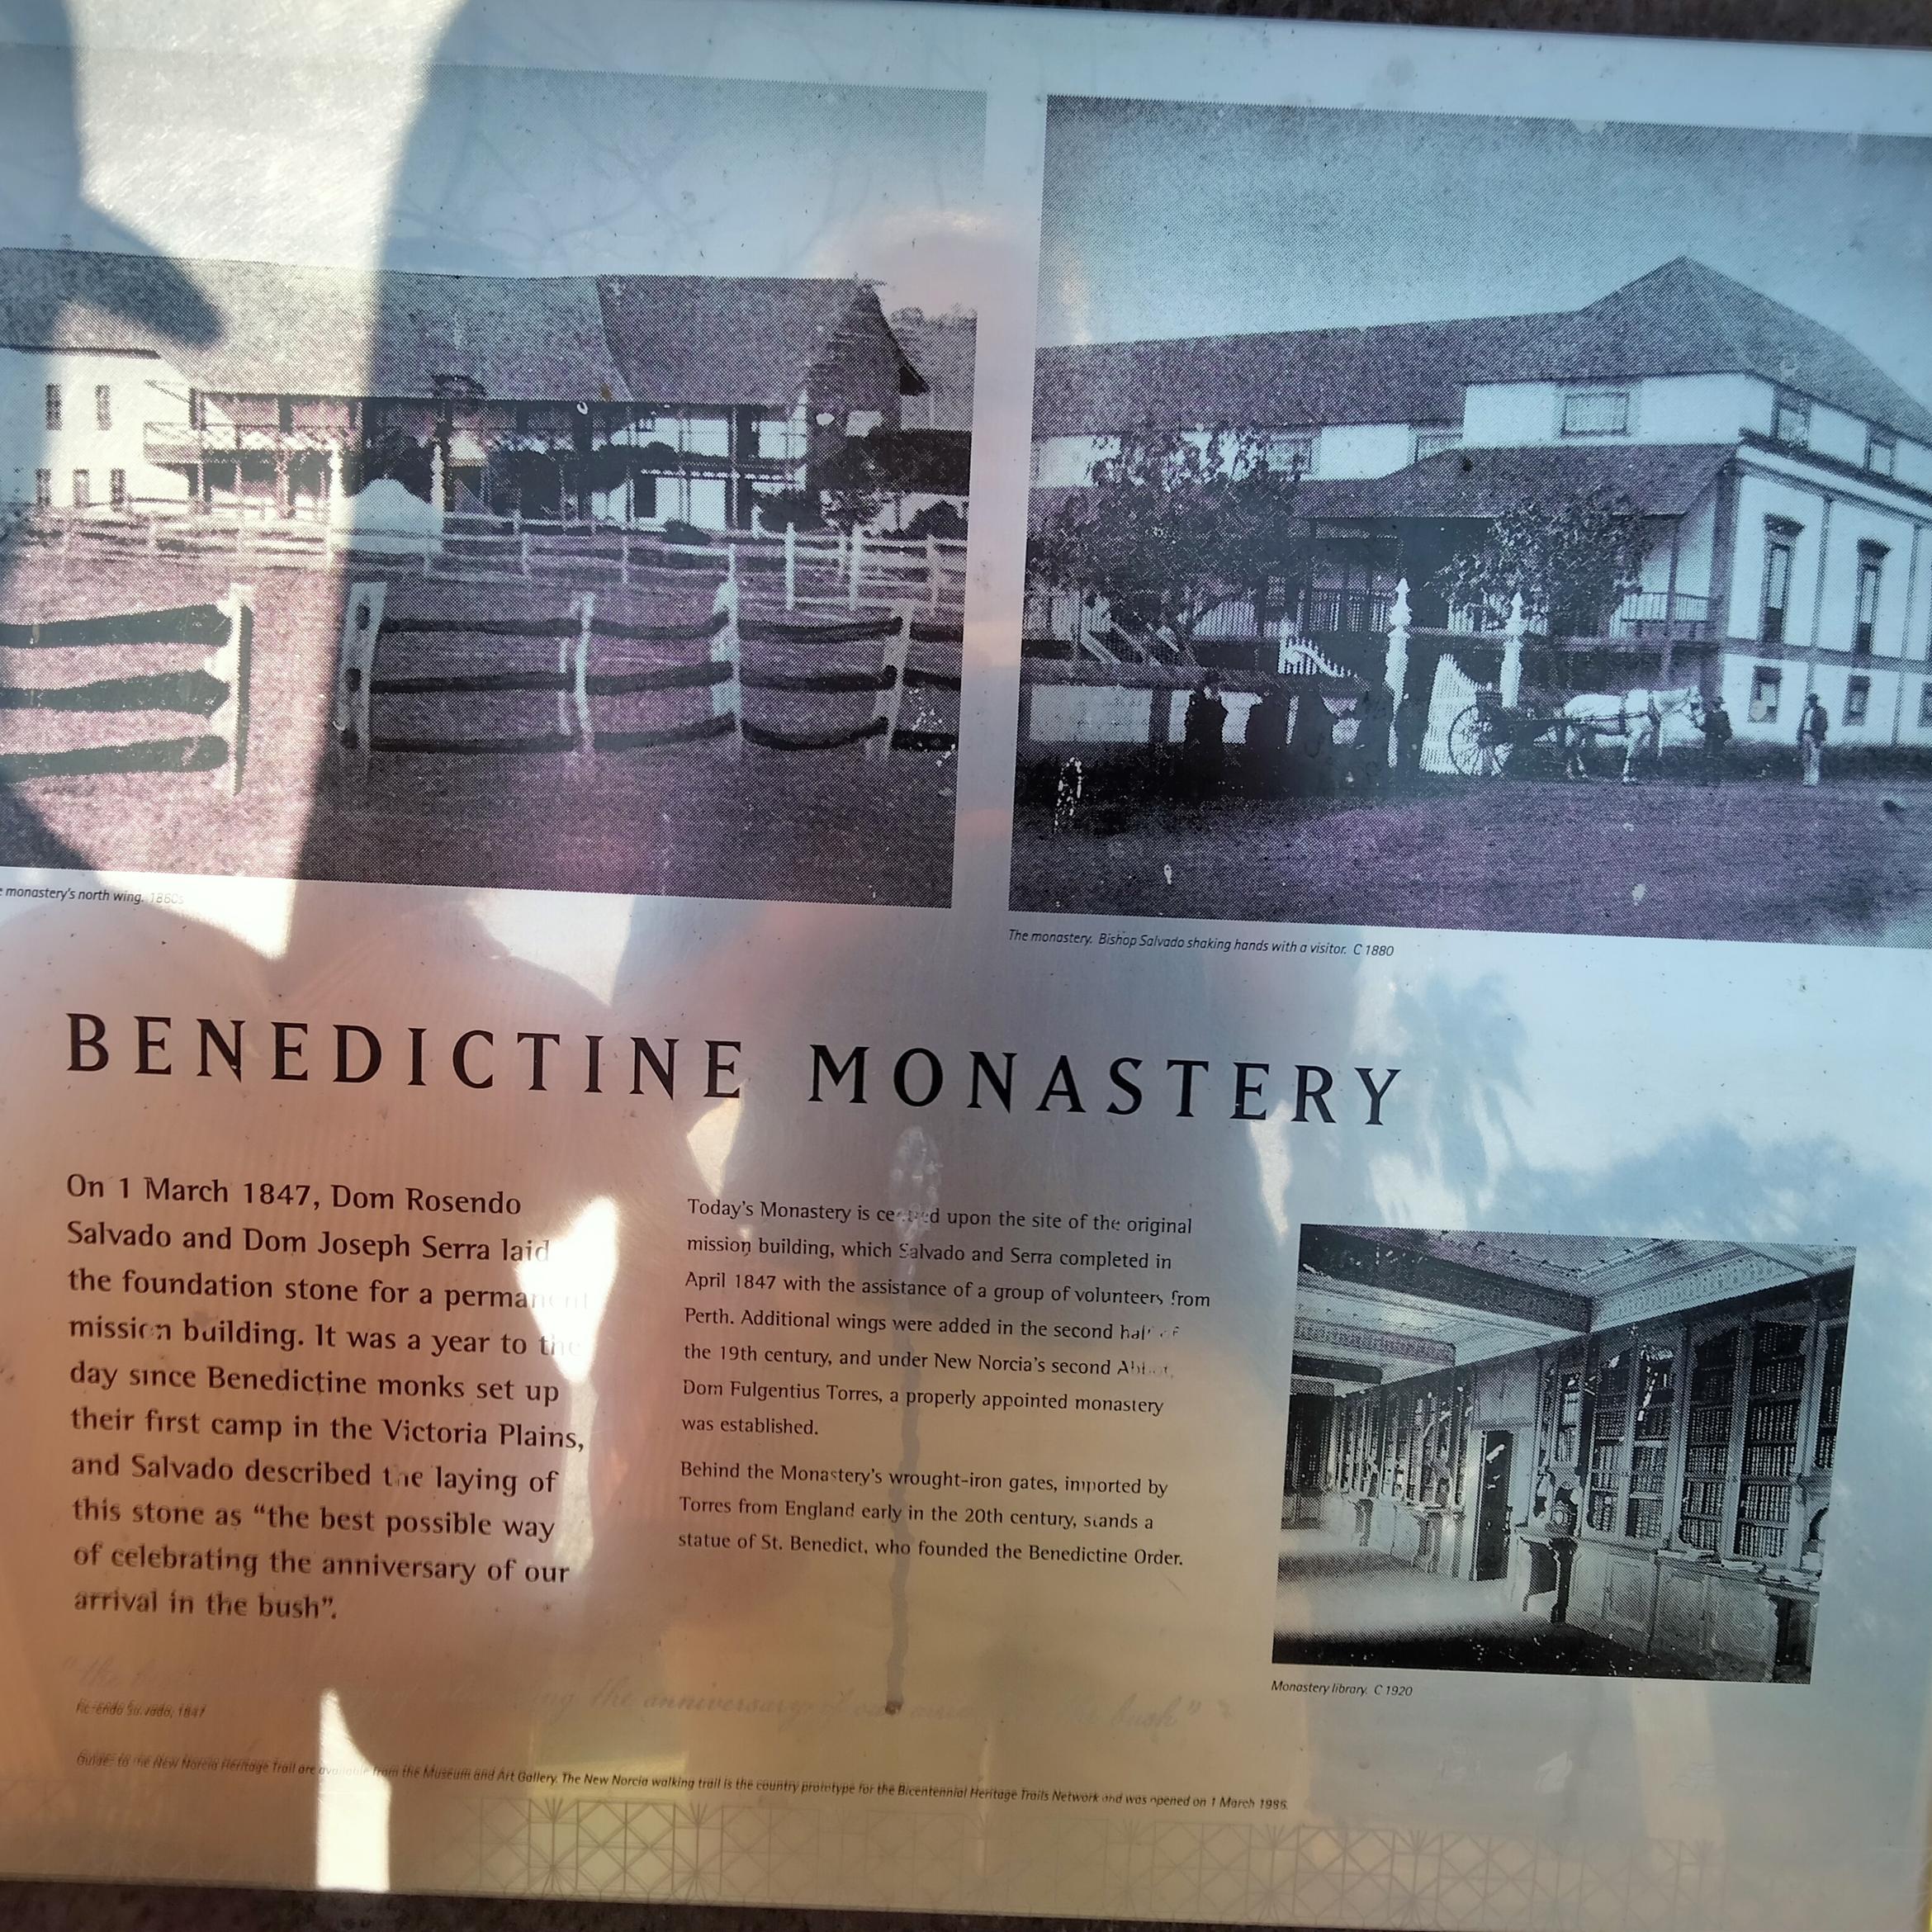 monastery's north wing. 1860s
The monastery. Bishop Salvado shaking hands with a visitor. C 1880
BENEDICTINE MONASTERY
On 1 March 1847, Dom Rosendo
Salvado and Dom Joseph Serra laid
the foundation stone for a permanent
mission building. It was a year to the
day since Benedictine monks set up
their first camp in the Victoria Plains,
and Salvado described the laying of
this stone as “the best possible way
of celebrating the anniversary of our
arrival in the bush”.
Today's Monastery is centred upon the site of the original
mission building, which Salvado and Serra completed in
April 1847 with the assistance of a group of volunteers from
Perth. Additional wings were added in the second half of
the 19th century, and under New Norcia's second Abbot,
Dom Fulgentius Torres, a properly appointed monastery
was established.
Behind the Monastery's wrought-iron gates, imported by
Torres from England early in the 20th century, stands a
statue of St. Benedict, who founded the Benedictine Order.
Monastery library. C 1920
"the the anniversary of our bush"
Rosendo Salvado, 1847
Guides to the New Norcia Heritage Trail are available from the Museum and Art Gallery. The New Norcia walking trail is the country prototype for the Bicentennial Heritage Trails Network and was opened on 1 March 1986.